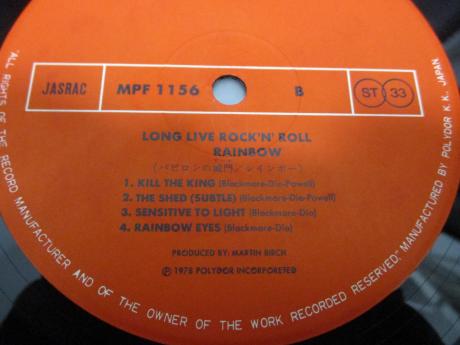 JASRAC
MPF 1156
B
ST 33
LONG LIVE ROCK'N' ROLL
RAINBOW
(バビロンの城門/レインボー)
1. KILL THE KING (Blackmore-Dio-Powell)
2. THE SHED (SUBTLE) (Blackmore-Dio-Powell)
3. SENSITIVE TO LIGHT (Blackmore-Dio)
4. RAINBOW EYES (Blackmore-Dio)
PRODUCED BY: MARTIN BIRCH
Ⓟ 1978 POLYDOR INCORPORETED
"ALL RIGHTS OF THE RECORD MANUFACTURER AND OF THE OWNER OF THE WORK RECORDED RESERVED." MANUFACTURED BY POLYDOR K.K. JAPAN